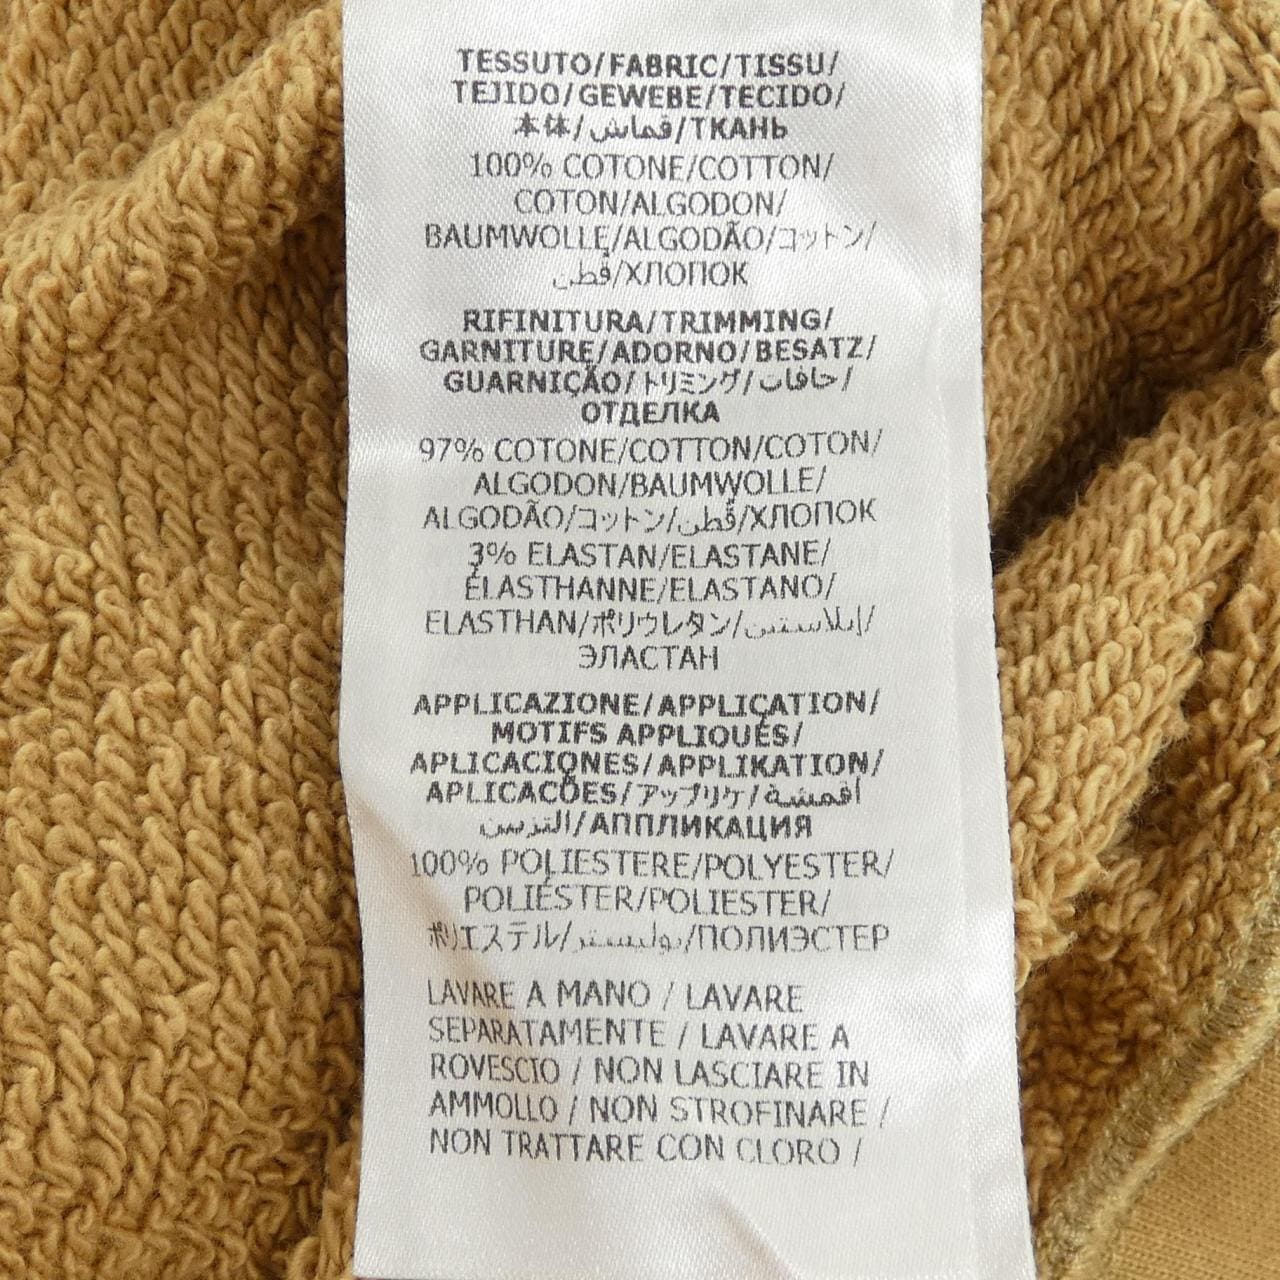 TESSUTO/FABRIC/TISSU/
TEJIDO/GEWEBE/TECIDO/
本体/قماش/ТКАНЬ
100% COTONE/COTTON/
COTON/ALGODON/
BAUMWOLLE/ALGODÃO/コットン/
قطن/ХЛОПОК
RIFINITURA/TRIMMING/
GARNITURE/ADORNO/BESATZ/
GUARNIÇÃO/トリミング/حافات/
ОТДЕЛКА
97% COTONE/COTTON/COTON/
ALGODON/BAUMWOLLE/
ALGODÃO/コットン/قطن/ХЛОПОК
3% ELASTAN/ELASTANE/
ÉLASTHANNE/ELASTANO/
ELASTHAN/ポリウレタン/إيلاستين/
ЭЛАСТАН
APPLICAZIONE/APPLICATION/
MOTIFS APPLIQUÉS/
APLICACIONES/APPLIKATION/
APLICACÕES/アップリケ/أقمشة
التزيين/АППЛИКАЦИЯ
100% POLIESTERE/POLYESTER/
POLIÉSTER/POLIESTER/
ポリエステル/بوليستر/ПОЛИЭСТЕР
LAVARE A MANO / LAVARE
SEPARATAMENTE / LAVARE A
ROVESCIO / NON LASCIARE IN
AMMOLLO / NON STROFINARE /
NON TRATTARE CON CLORO /